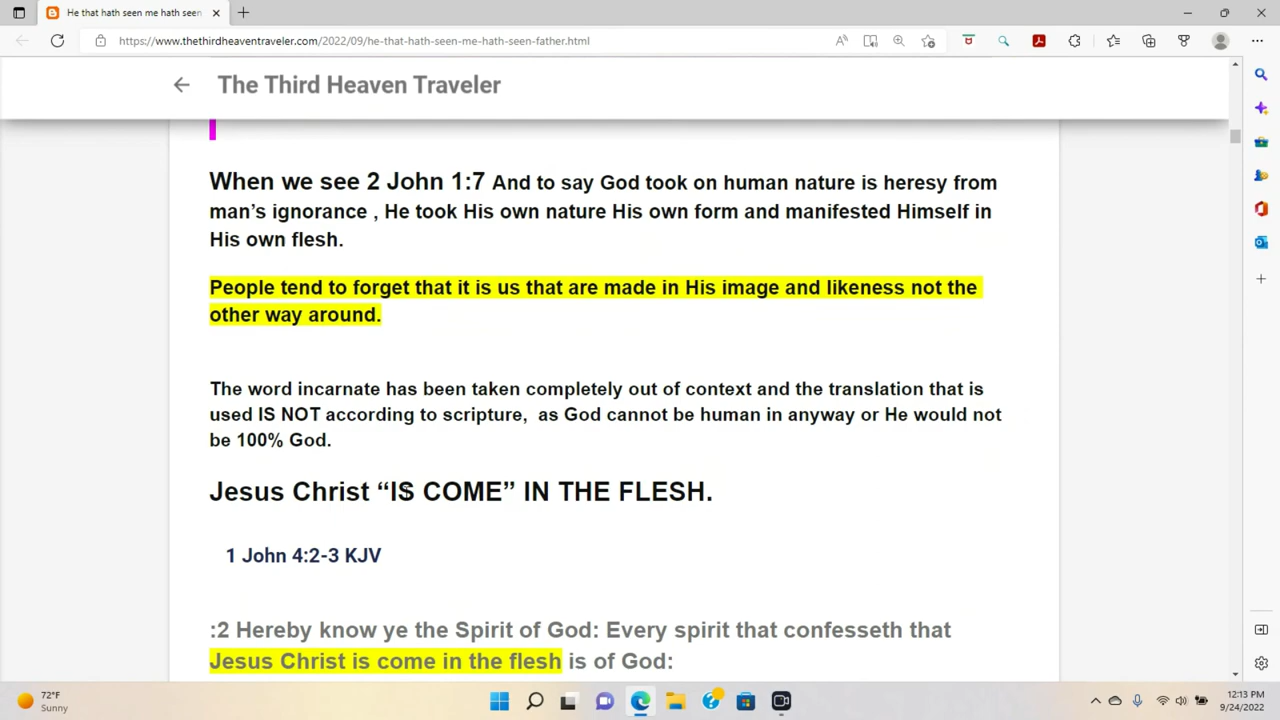 He that hath seen me hath seen
https://www.thethirdheaventraveler.com/2022/09/he-that-hath-seen-me-hath-seen-father.html
The Third Heaven Traveler
When we see 2 John 1:7 And to say God took on human nature is heresy from
man’s ignorance , He took His own nature His own form and manifested Himself in
His own flesh.
People tend to forget that it is us that are made in His image and likeness not the
other way around.
The word incarnate has been taken completely out of context and the translation that is
used IS NOT according to scripture, as God cannot be human in anyway or He would not
be 100% God.
Jesus Christ “IS COME” IN THE FLESH.
1 John 4:2-3 KJV
:2 Hereby know ye the Spirit of God: Every spirit that confesseth that
Jesus Christ is come in the flesh is of God:
72°F
Sunny
12:13 PM
9/24/2022